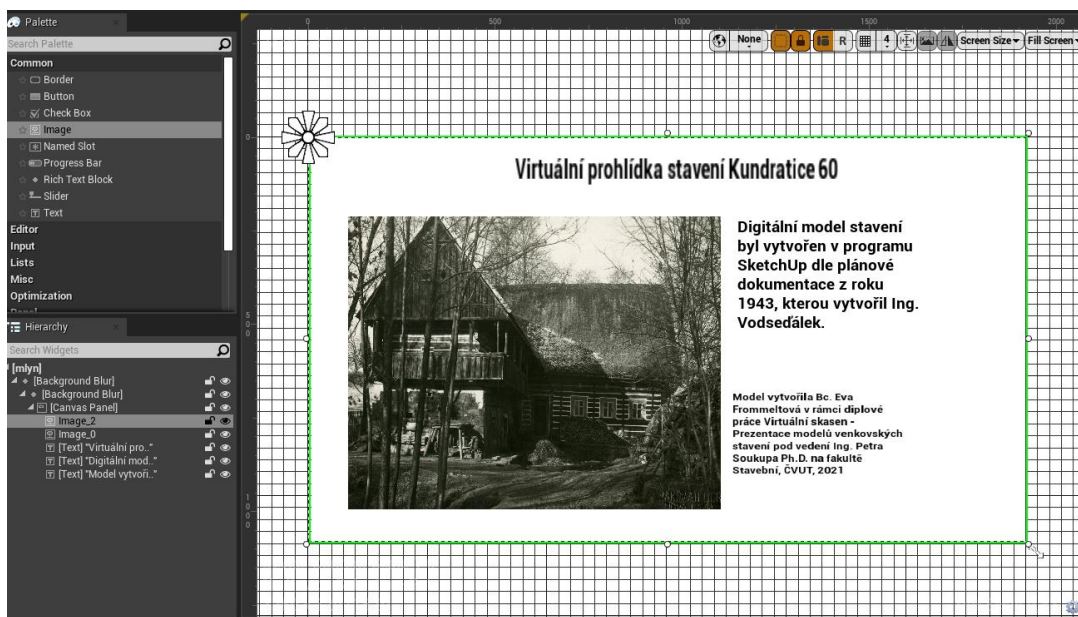 Palette
Search Palette
Common
Border
Button
Check Box
Image
Named Slot
Progress Bar
Rich Text Block
Slider
Text
Editor
Input
Lists
Misc
Optimization
Hierarchy
Search Widgets
[mlyn]
[Background Blur]
[Background Blur]
[Canvas Panel]
Image_2
Image_0
[Text] "Virtuální pro.."
[Text] "Digitální mod.."
[Text] "Model vytvoři.."
0 500 1000 1500 2000
None R 4 Screen Size Fill Screen
0
500
1000
Virtuální prohlídka stavení Kundratice 60
Digitální model stavení
byl vytvořen v programu
SketchUp dle plánové
dokumentace z roku
1943, kterou vytvořil Ing.
Vodseďálek.
Model vytvořila Bc. Eva
Frommeltová v rámci diplové
práce Virtuální skasen -
Prezentace modelů venkovských
stavení pod vedení Ing. Petra
Soukupa Ph.D. na fakultě
Stavební, ČVUT, 2021